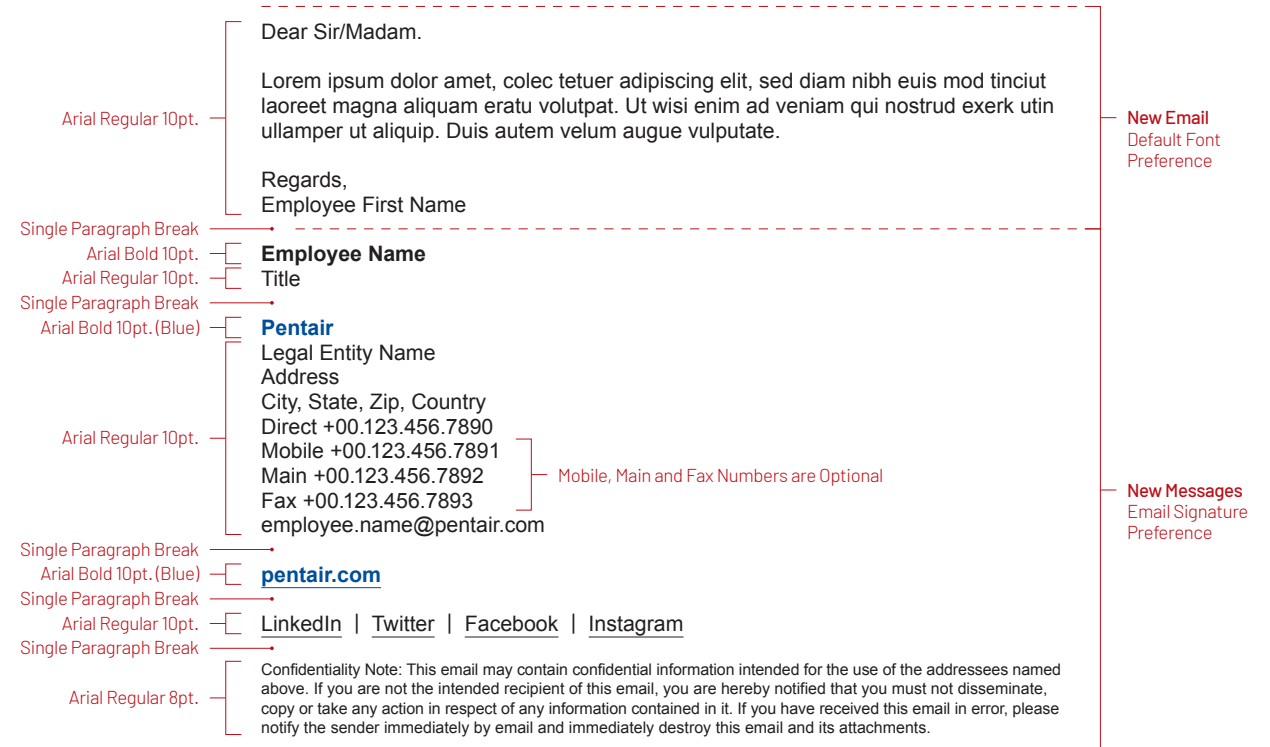 Dear Sir/Madam.
Arial Regular 10pt.
Lorem ipsum dolor amet, colec tetuer adipiscing elit, sed diam nibh euis mod tinciut
laoreet magna aliquam eratu volutpat. Ut wisi enim ad veniam qui nostrud exerk utin
ullamper ut aliquip. Duis autem velum augue vulputate.
New Email
Default Font
Preference
Regards,
Employee First Name
Single Paragraph Break
Arial Bold 10pt.
Employee Name
Arial Regular 10pt.
Title
Single Paragraph Break
Arial Bold 10pt. (Blue)
Pentair
Arial Regular 10pt.
Legal Entity Name
Address
City, State, Zip, Country
Direct +00.123.456.7890
Mobile +00.123.456.7891
Main +00.123.456.7892
Fax +00.123.456.7893
employee.name@pentair.com
Mobile, Main and Fax Numbers are Optional
New Messages
Email Signature
Preference
Single Paragraph Break
Arial Bold 10pt. (Blue)
pentair.com
Single Paragraph Break
Arial Regular 10pt.
LinkedIn | Twitter | Facebook | Instagram
Single Paragraph Break
Arial Regular 8pt.
Confidentiality Note: This email may contain confidential information intended for the use of the addressees named
above. If you are not the intended recipient of this email, you are hereby notified that you must not disseminate,
copy or take any action in respect of any information contained in it. If you have received this email in error, please
notify the sender immediately by email and immediately destroy this email and its attachments.